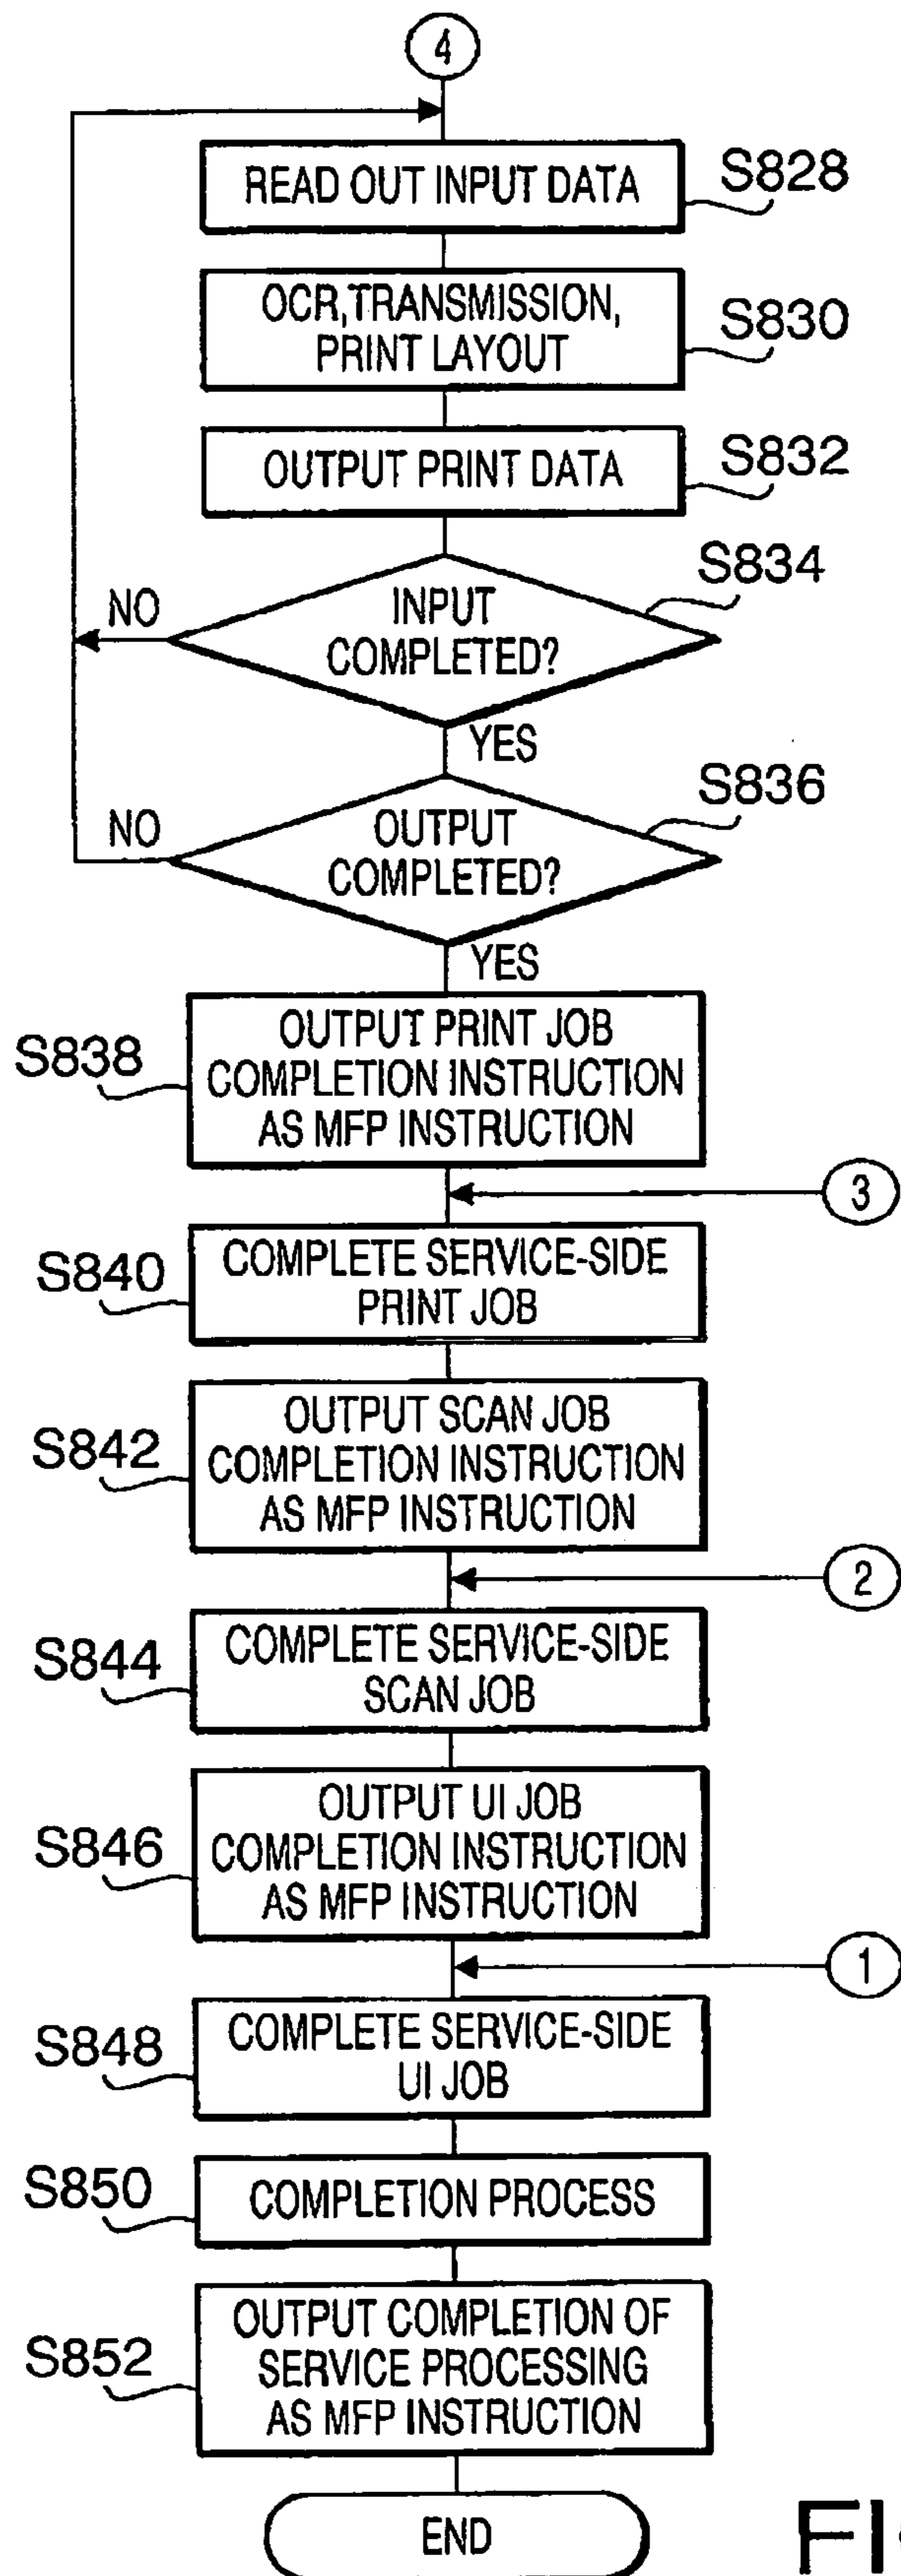 4
READ OUT INPUT DATA
S828
OCR,TRANSMISSION,
PRINT LAYOUT
S830
OUTPUT PRINT DATA
S832
INPUT
COMPLETED?
S834
NO
YES
OUTPUT
COMPLETED?
S836
NO
YES
S838
OUTPUT PRINT JOB
COMPLETION INSTRUCTION
AS MFP INSTRUCTION
3
S840
COMPLETE SERVICE-SIDE
PRINT JOB
S842
OUTPUT SCAN JOB
COMPLETION INSTRUCTION
AS MFP INSTRUCTION
2
S844
COMPLETE SERVICE-SIDE
SCAN JOB
S846
OUTPUT UI JOB
COMPLETION INSTRUCTION
AS MFP INSTRUCTION
1
S848
COMPLETE SERVICE-SIDE
UI JOB
S850
COMPLETION PROCESS
S852
OUTPUT COMPLETION OF
SERVICE PROCESSING
AS MFP INSTRUCTION
END